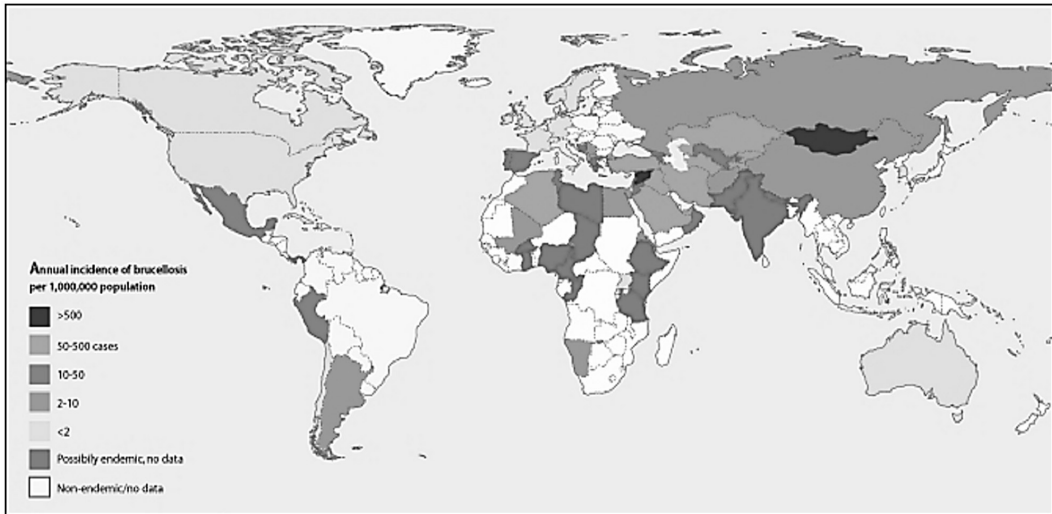 Annual incidence of brucellosis
per 1,000,000 population
>500
50-500 cases
10-50
2-10
<2
Possibily endemic, no data
Non-endemic/no data